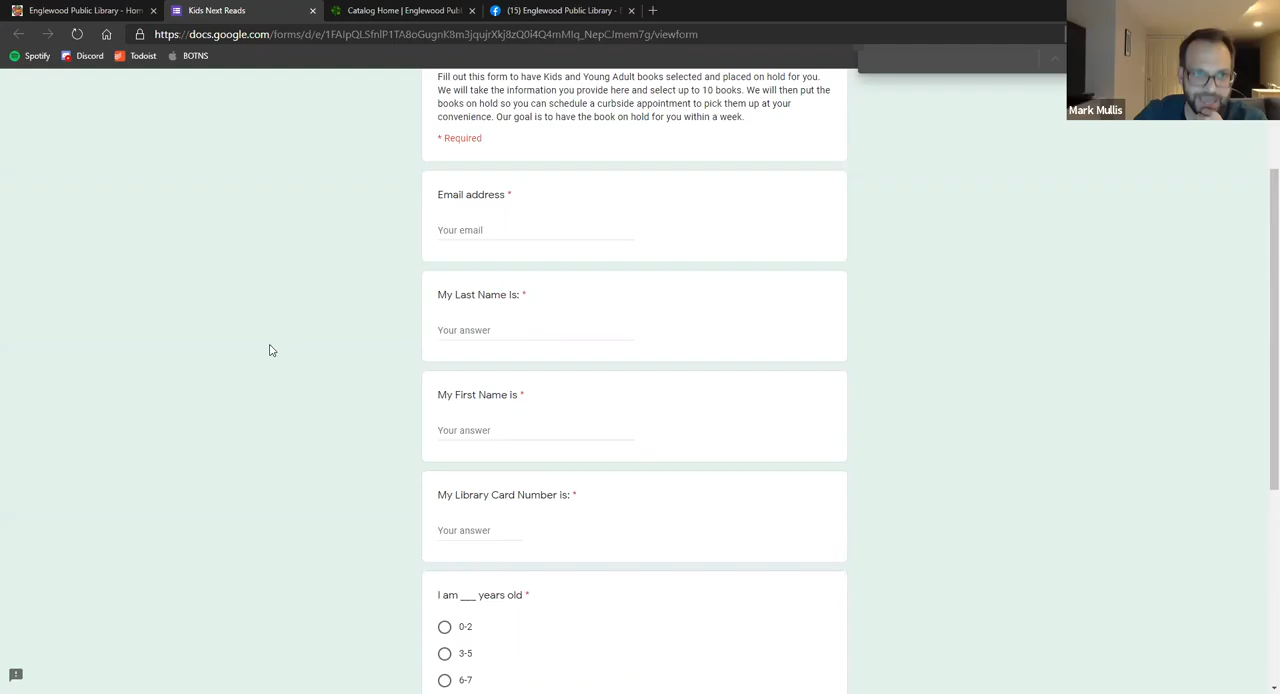 Englewood Public Library - Hom
Kids Next Reads
Catalog Home | Englewood Publ
(15) Englewood Public Library -
https://docs.google.com/forms/d/e/1FAIpQLSfnlP1TA8oGugnK8m3jqujrXkj8zQ0i4Q4mMIq_NepCJmem7g/viewform
Spotify
Discord
Todoist
BOTNS
Mark Mullis
Fill out this form to have Kids and Young Adult books selected and placed on hold for you.
We will take the information you provide here and select up to 10 books. We will then put the
books on hold so you can schedule a curbside appointment to pick them up at your
convenience. Our goal is to have the book on hold for you within a week.
* Required
Email address *
Your email
My Last Name Is: *
Your answer
My First Name is *
Your answer
My Library Card Number is: *
Your answer
I am ___ years old *
0-2
3-5
6-7